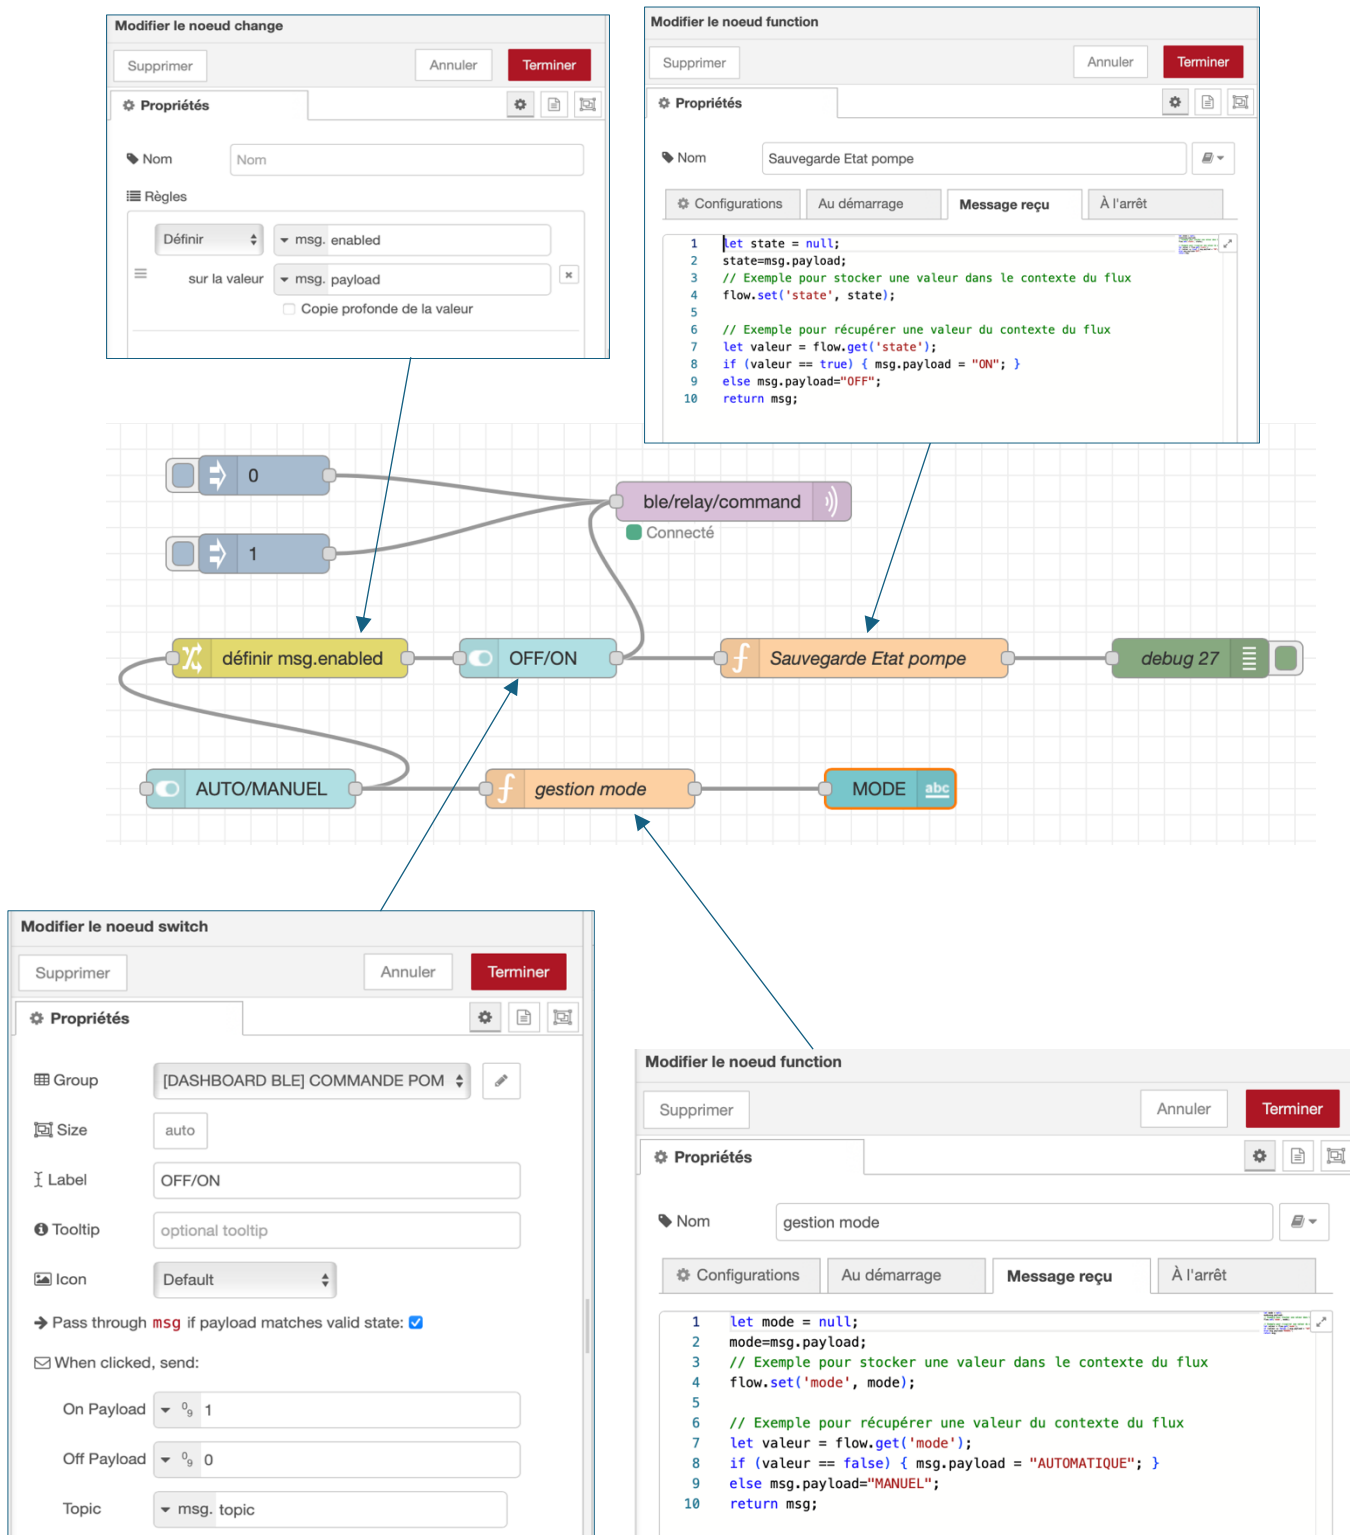 Modifier le noeud change
Supprimer
Annuler
Terminer
Propriétés
Nom
Nom
Règles
Définir
msg. enabled
sur la valeur
msg. payload
Copie profonde de la valeur
Modifier le noeud function
Supprimer
Annuler
Terminer
Propriétés
Nom
Sauvegarde Etat pompe
Configurations
Au démarrage
Message reçu
À l'arrêt
1 let state = null;
2 state=msg.payload;
3 // Exemple pour stocker une valeur dans le contexte du flux
4 flow.set('state', state);
5
6 // Exemple pour récupérer une valeur du contexte du flux
7 let valeur = flow.get('state');
8 if (valeur == true) { msg.payload = "ON"; }
9 else msg.payload="OFF";
10 return msg;
0
ble/relay/command
Connecté
1
définir msg.enabled
OFF/ON
Sauvegarde Etat pompe
debug 27
AUTO/MANUEL
gestion mode
MODE
abc
Modifier le noeud switch
Supprimer
Annuler
Terminer
Propriétés
Group
[DASHBOARD BLE] COMMANDE POM
Size
auto
Label
OFF/ON
Tooltip
optional tooltip
Icon
Default
Pass through msg if payload matches valid state:
When clicked, send:
On Payload
1
Off Payload
0
Topic
msg. topic
Modifier le noeud function
Supprimer
Annuler
Terminer
Propriétés
Nom
gestion mode
Configurations
Au démarrage
Message reçu
À l'arrêt
1 let mode = null;
2 mode=msg.payload;
3 // Exemple pour stocker une valeur dans le contexte du flux
4 flow.set('mode', mode);
5
6 // Exemple pour récupérer une valeur du contexte du flux
7 let valeur = flow.get('mode');
8 if (valeur == false) { msg.payload = "AUTOMATIQUE"; }
9 else msg.payload="MANUEL";
10 return msg;